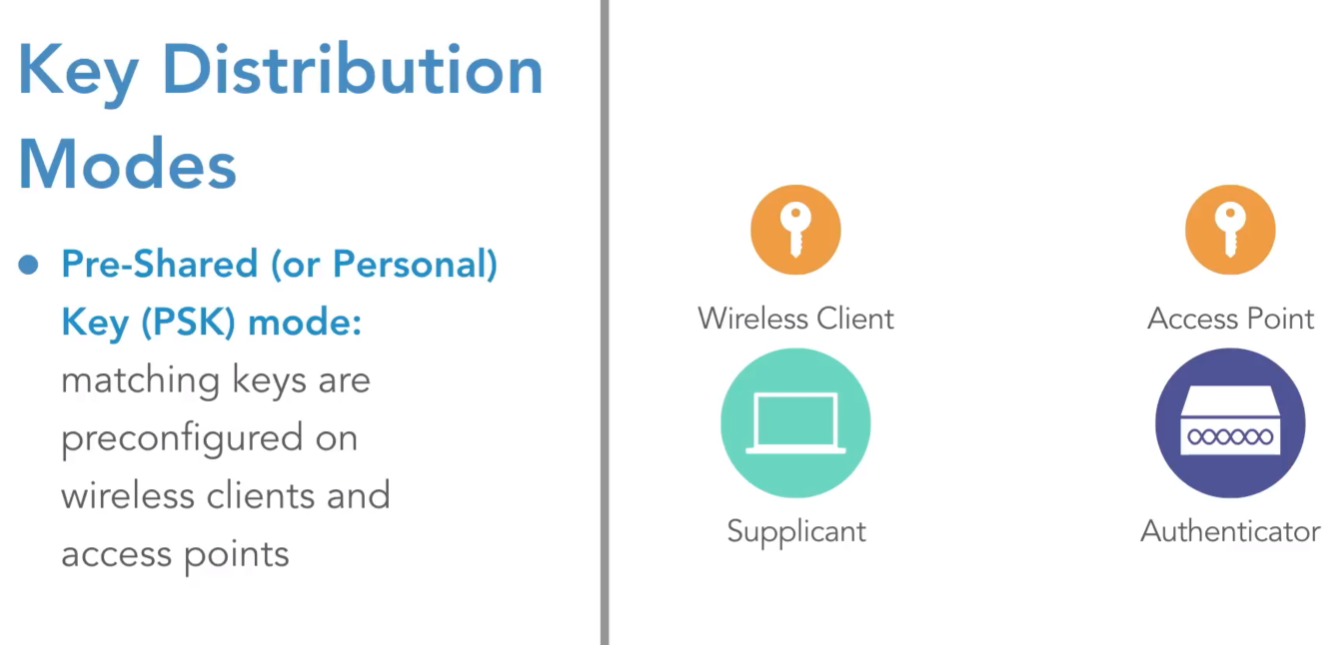 Key Distribution
Modes
Pre-Shared (or Personal)
Key (PSK) mode:
matching keys are
preconfigured on
wireless clients and
access points
Wireless Client
Access Point
Supplicant
Authenticator